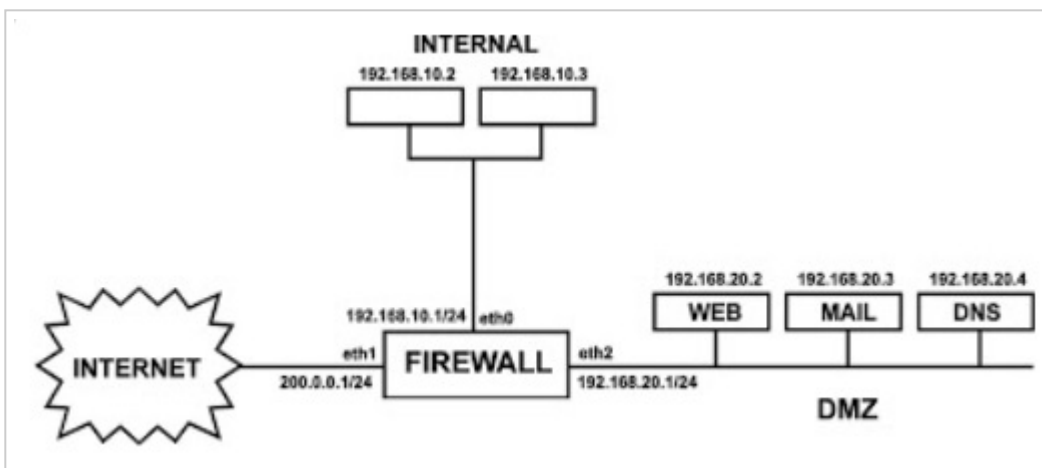 INTERNAL
192.168.10.2 192.168.10.3
192.168.20.2 192.168.20.3 192.168.20.4
WEB MAIL DNS
192.168.10.1/24 eth0
INTERNET
eth1 FIREWALL eth2
200.0.0.1/24 192.168.20.1/24
DMZ